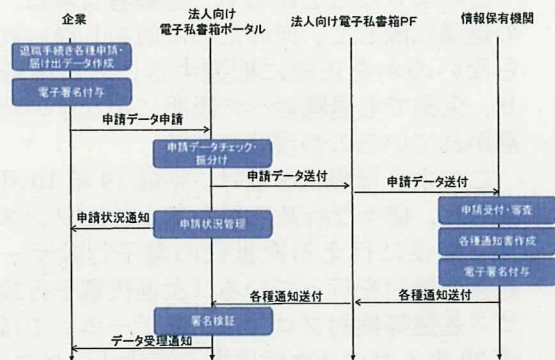 企業
法人向け
電子私書箱ポータル
法人向け電子私書箱PF
情報保有機関
退職手続き各種申請・
届け出データ作成
電子署名付与
申請データ申請
申請データチェック・
振分け
申請データ送付
申請データ送付
申請状況通知
申請状況管理
申請受付・審査
各種通知書作成
電子署名付与
各種通知送付
各種通知送付
署名検証
データ受理通知